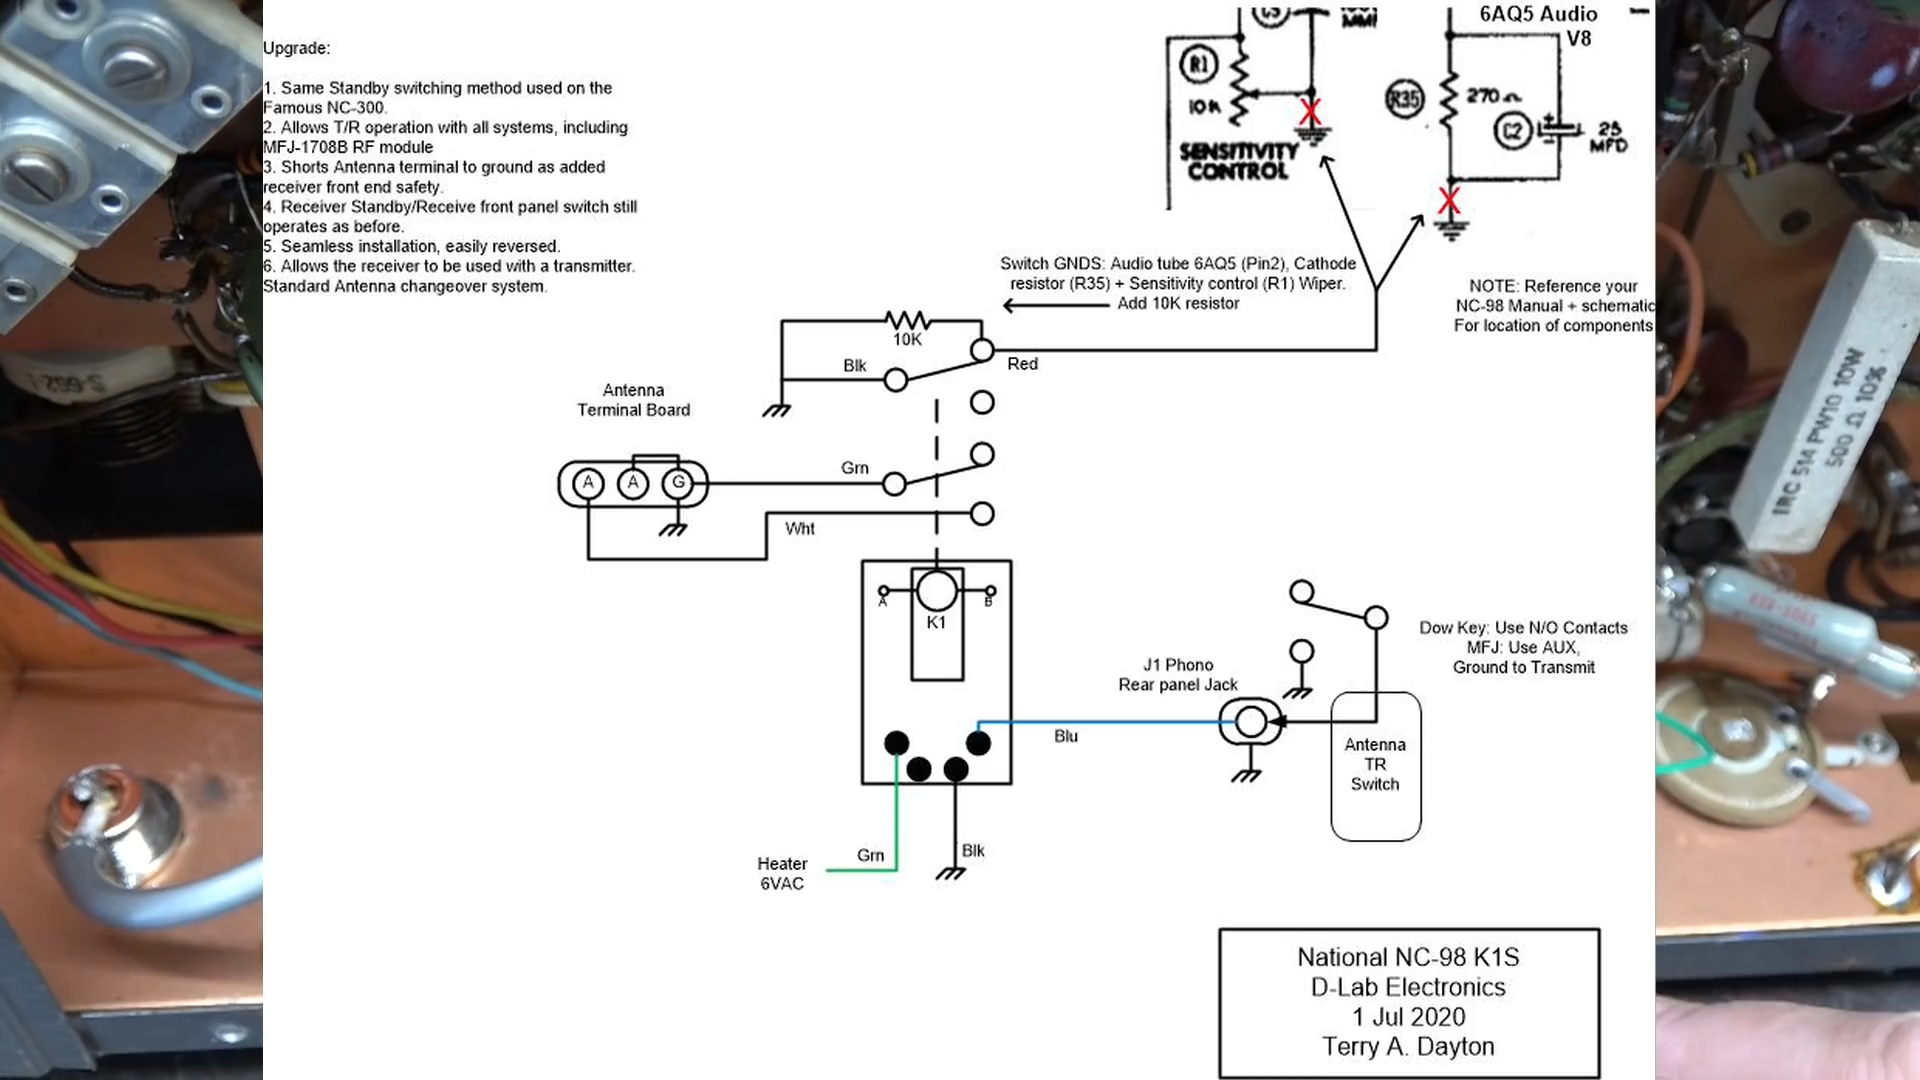 Upgrade:
1. Same Standby switching method used on the
Famous NC-300.
2. Allows T/R operation with all systems, including
MFJ-1708B RF module
3. Shorts Antenna terminal to ground as added
receiver front end safety.
4. Receiver Standby/Receive front panel switch still
operates as before.
5. Seamless installation, easily reversed.
6. Allows the receiver to be used with a transmitter.
Standard Antenna changeover system.
6AQ5 Audio
V8
R1
10K
SENSITIVITY
CONTROL
X
R35
270 Ω
C2
+
25
MFD
X
Switch GNDS: Audio tube 6AQ5 (Pin2), Cathode
resistor (R35) + Sensitivity control (R1) Wiper.
Add 10K resistor
NOTE: Reference your
NC-98 Manual + schematic
For location of components
10K
Blk
Red
Antenna
Terminal Board
A A G
Grn
Wht
A
B
K1
J1 Phono
Rear panel Jack
Dow Key: Use N/O Contacts
MFJ: Use AUX,
Ground to Transmit
Blu
Antenna
TR
Switch
Heater
6VAC
Grn
Blk
National NC-98 K1S
D-Lab Electronics
1 Jul 2020
Terry A. Dayton
IRC 514 PW10 10W
500 Ω 10%